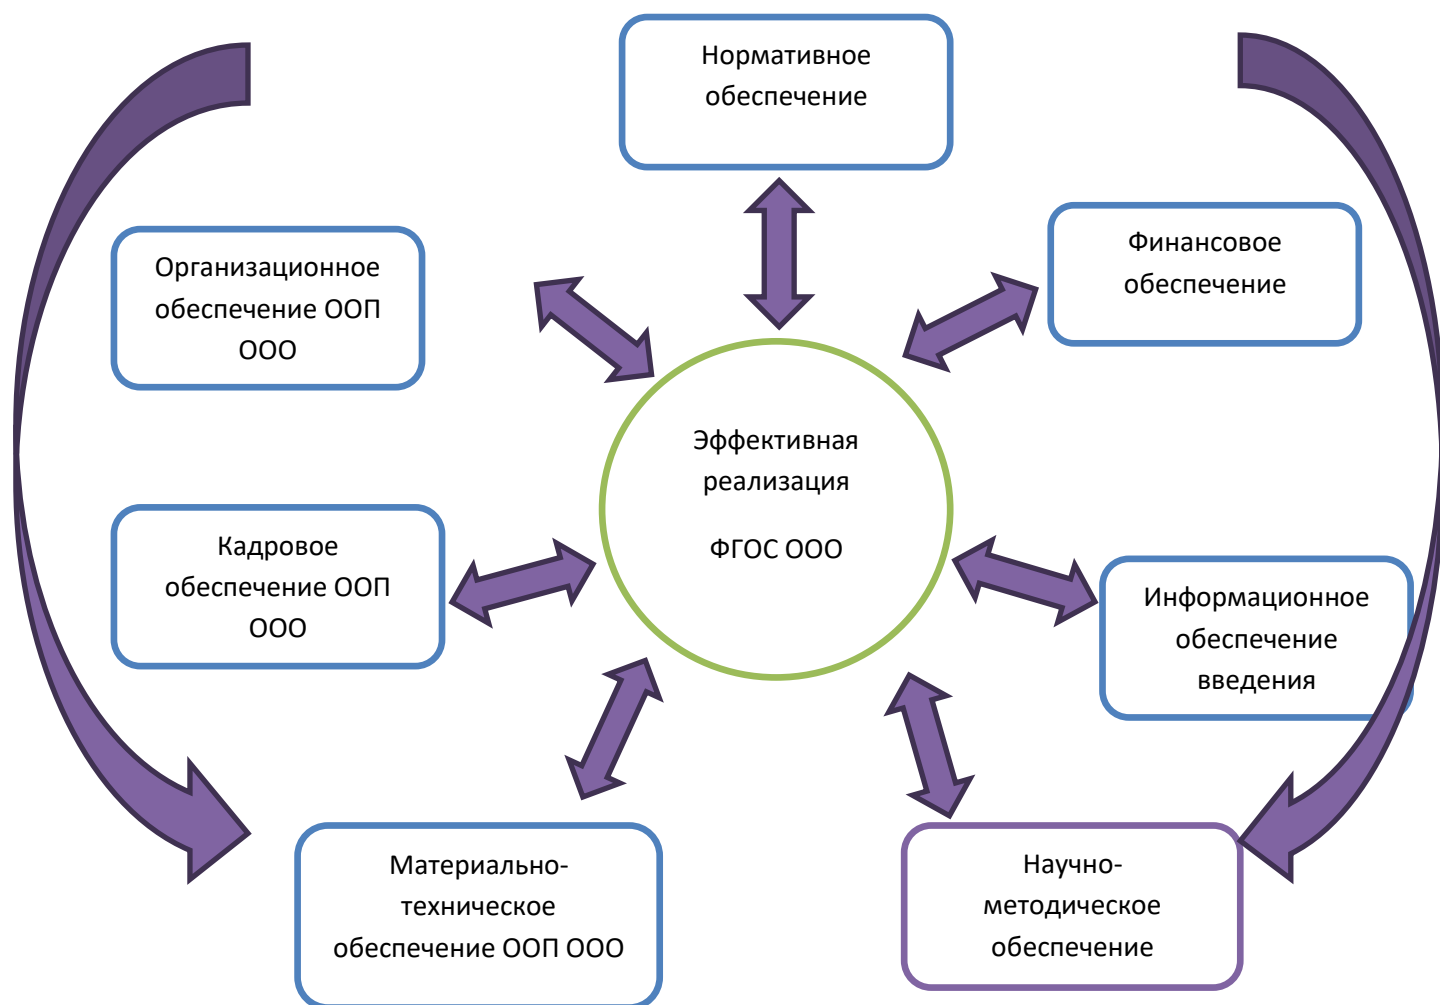 Нормативное
обеспечение
Организационное
обеспечение ООП
ООО
Финансовое
обеспечение
Эффективная
реализация
ФГОС ООО
Кадровое
обеспечение ООП
ООО
Информационное
обеспечение
введения
Материально-
техническое
обеспечение ООП ООО
Научно-
методическое
обеспечение